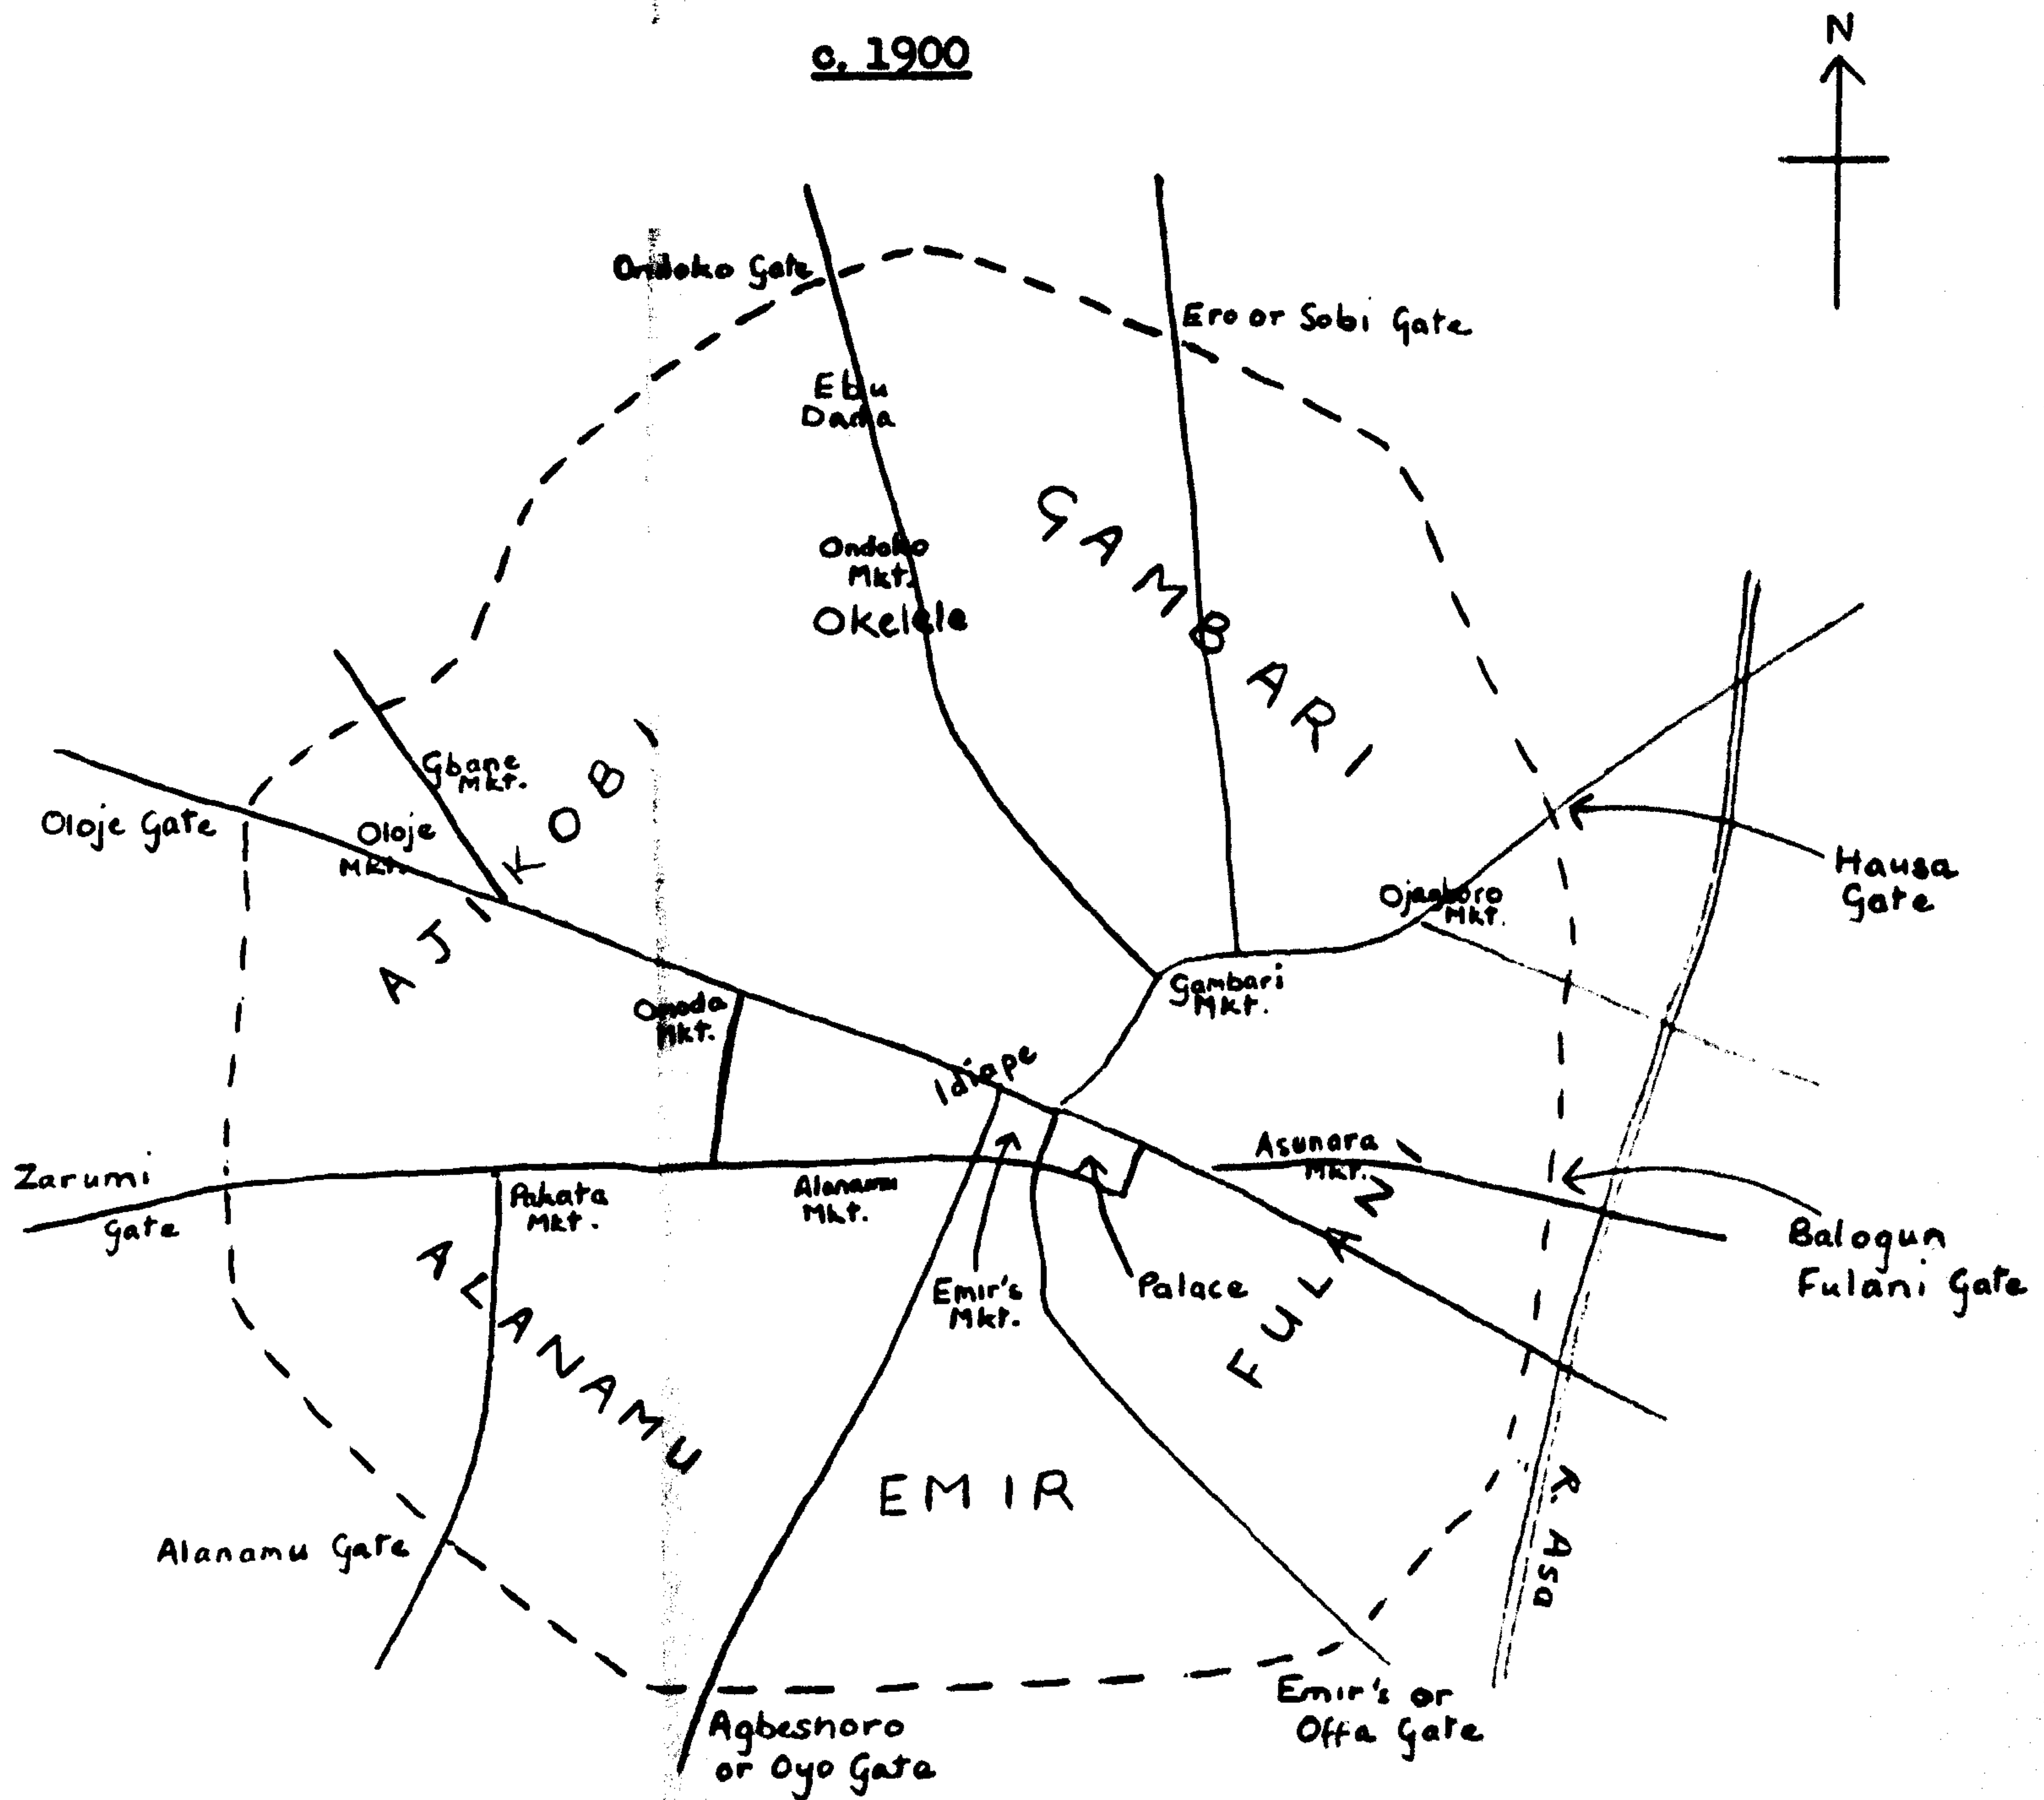 c. 1900
N
Ondoko Gate
Ero or Sobi Gate
Ebu
Dama
GAMBARI
Ondoko
Mkt.
Okelele
Gbane
Mkt.
Oloje Gate
Oloje
Mkt.
AJIKOBI
Hausa
Gate
Ojagboro
Mkt.
Gambari
Mkt.
Omoda
Mkt.
Idiape
Asunara
Mkt.
Zarumi
Gate
Pakata
Mkt.
Alanamu
Mkt.
FULANI
Balogun
Fulani Gate
Emir's
Mkt.
Palace
ALANAMU
EMIR
R. Asa
Alanamu Gate
Emir's or
Offa Gate
Agbeshoro
or Oyo Gate